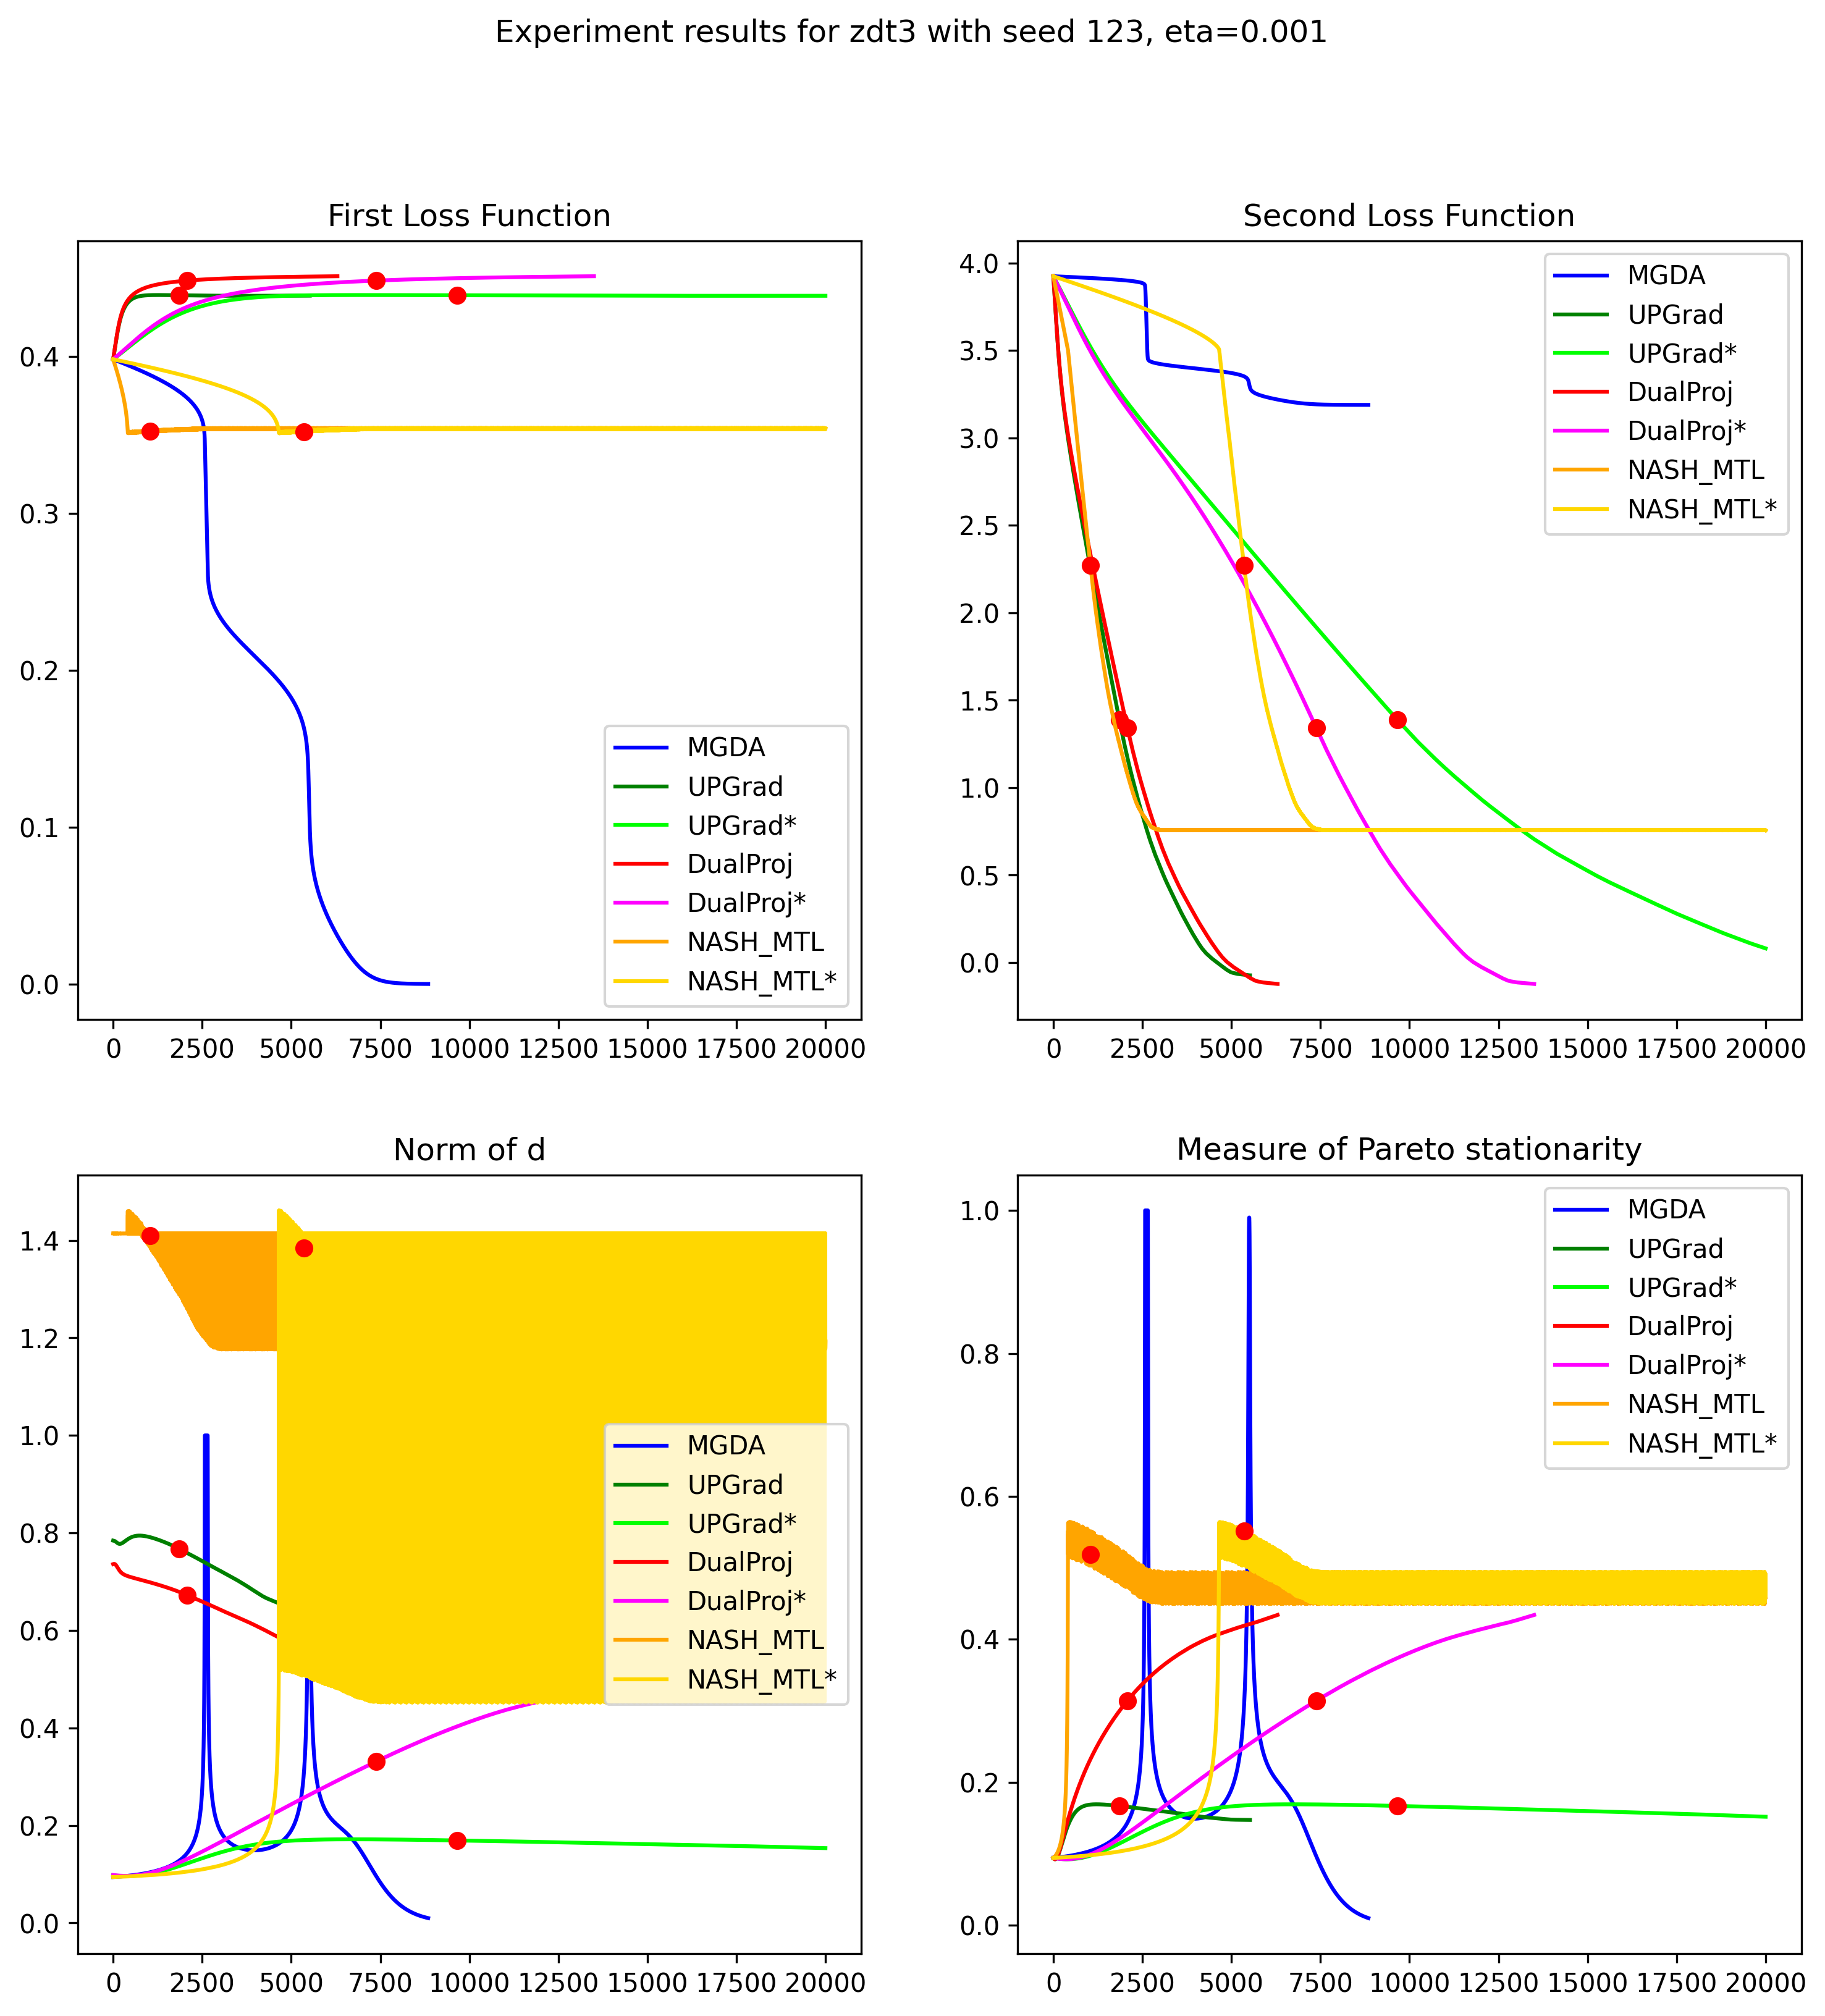 Experiment results for zdt3 with seed 123, eta=0.001
First Loss Function
0.4
0.3
0.2
0.1
0.0
0 2500 5000 7500 10000 12500 15000 17500 20000
MGDA
UPGrad
UPGrad*
DualProj
DualProj*
NASH_MTL
NASH_MTL*
Second Loss Function
4.0
3.5
3.0
2.5
2.0
1.5
1.0
0.5
0.0
0 2500 5000 7500 10000 12500 15000 17500 20000
MGDA
UPGrad
UPGrad*
DualProj
DualProj*
NASH_MTL
NASH_MTL*
Norm of d
1.4
1.2
1.0
0.8
0.6
0.4
0.2
0.0
0 2500 5000 7500 10000 12500 15000 17500 20000
MGDA
UPGrad
UPGrad*
DualProj
DualProj*
NASH_MTL
NASH_MTL*
Measure of Pareto stationarity
1.0
0.8
0.6
0.4
0.2
0.0
0 2500 5000 7500 10000 12500 15000 17500 20000
MGDA
UPGrad
UPGrad*
DualProj
DualProj*
NASH_MTL
NASH_MTL*